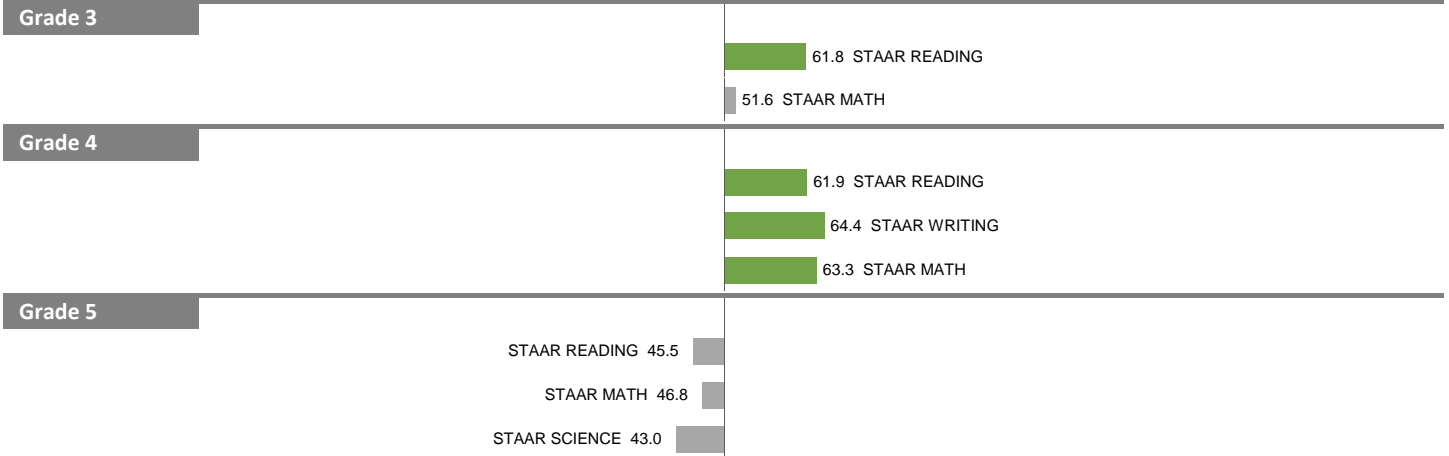 Grade 3
61.8 STAAR READING
51.6 STAAR MATH
Grade 4
61.9 STAAR READING
64.4 STAAR WRITING
63.3 STAAR MATH
Grade 5
STAAR READING 45.5
STAAR MATH 46.8
STAAR SCIENCE 43.0